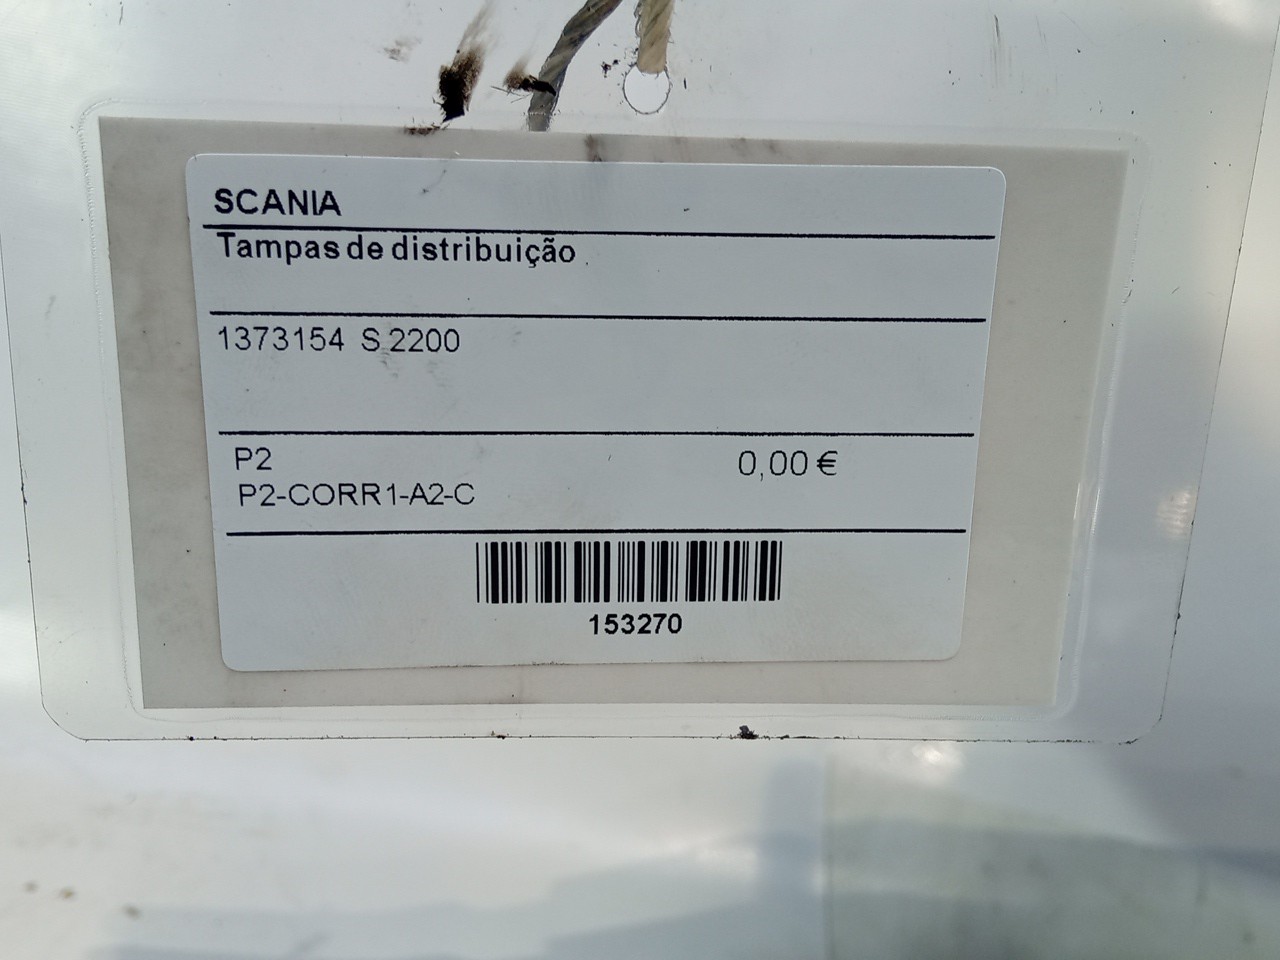 SCANIA
Tampas de distribuição
1373154 S 2200
P2
0,00 €
P2-CORR1-A2-C
153270